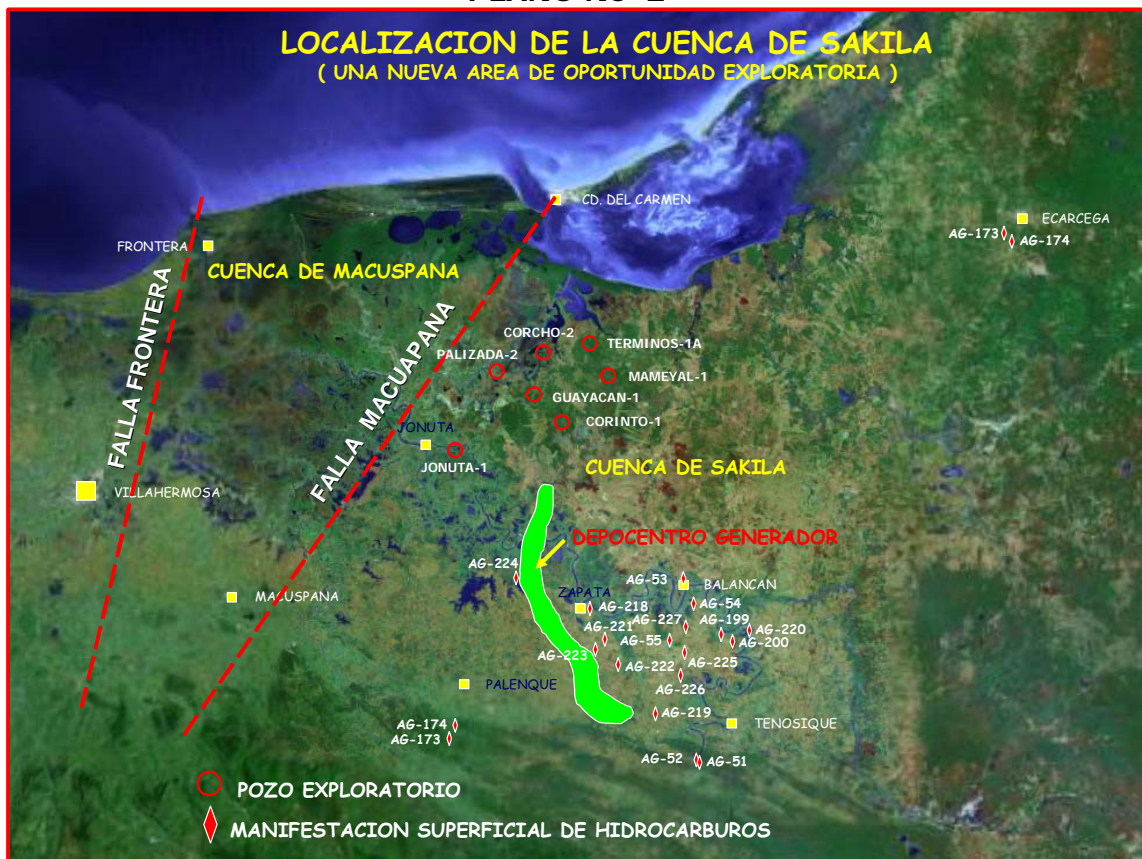 PLANO NO 2
LOCALIZACION DE LA CUENCA DE SAKILA
( UNA NUEVA AREA DE OPORTUNIDAD EXPLORATORIA )
CD. DEL CARMEN
ECARCEGA
AG-173
AG-174
FRONTERA
CUENCA DE MACUSPANA
FALLA FRONTERA
FALLA MACUAPANA
CORCHO-2
TERMINOS-1A
PALIZADA-2
MAMEYAL-1
GUAYACAN-1
CORINTO-1
JONUTA
JONUTA-1
CUENCA DE SAKILA
VILLAHERMOSA
DEPOCENTRO GENERADOR
AG-224
AG-53
BALANCAN
MACUSPANA
ZAPATA
AG-218
AG-54
AG-221
AG-227
AG-199
AG-220
AG-55
AG-200
AG-223
AG-222
AG-225
AG-226
PALENQUE
AG-219
TENOSIQUE
AG-174
AG-173
AG-52
AG-51
POZO EXPLORATORIO
MANIFESTACION SUPERFICIAL DE HIDROCARBUROS